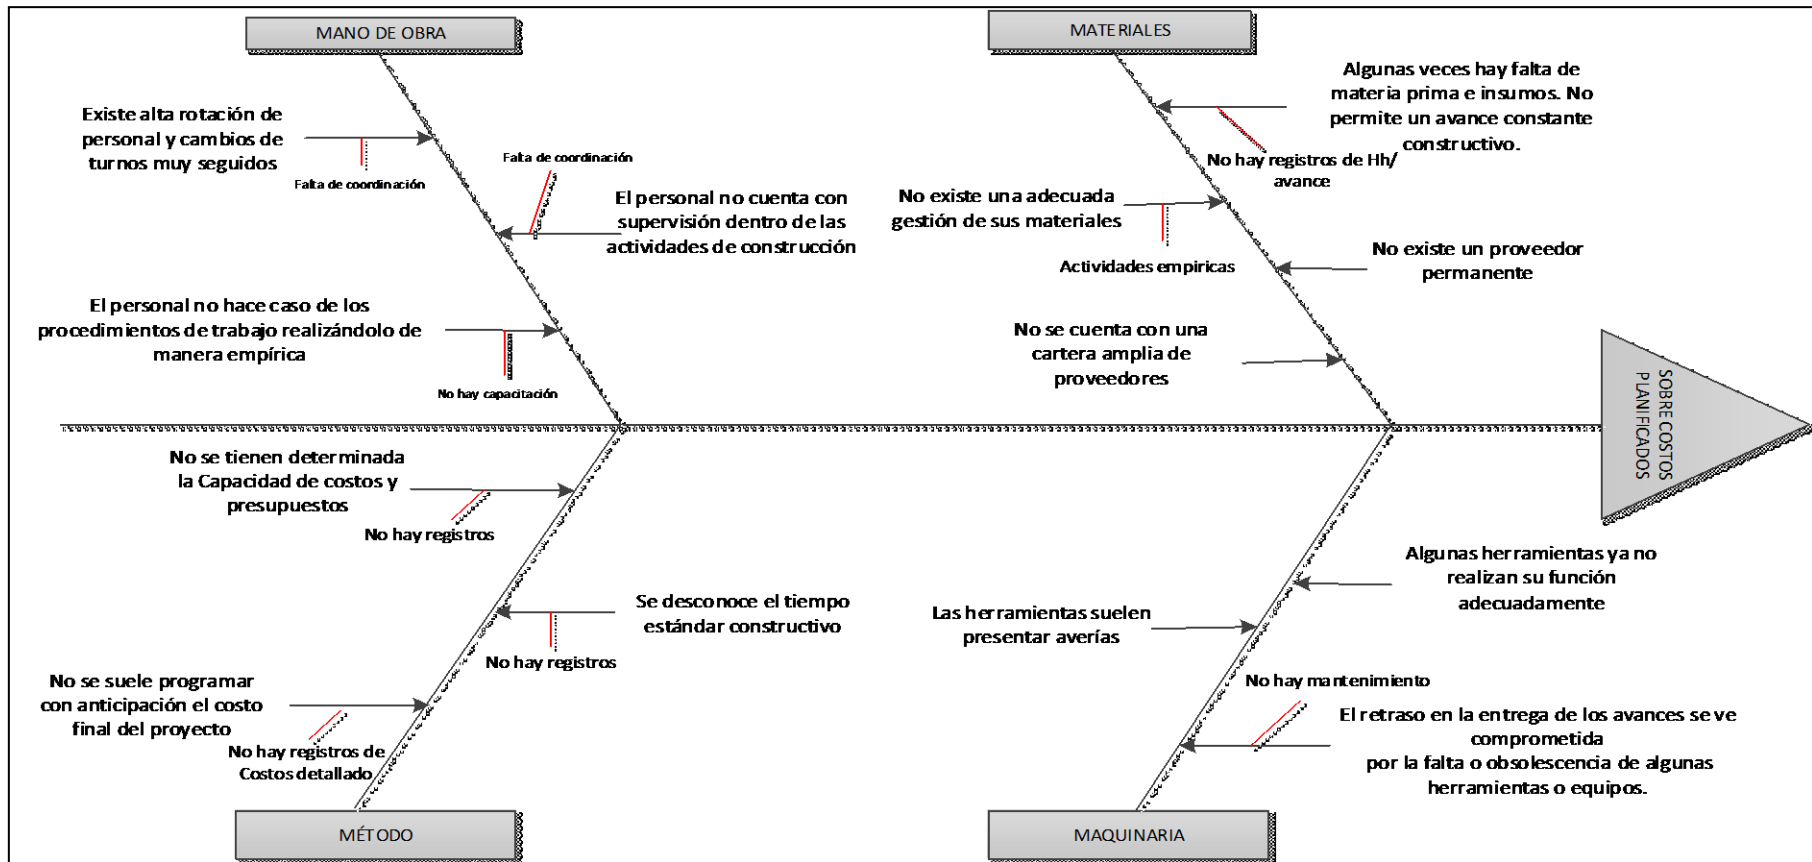 MANO DE OBRA
Existe alta rotación de
personal y cambios de
turnos muy seguidos
Falta de coordinación
Falta de coordinación
El personal no cuenta con
supervisión dentro de las
actividades de construcción
El personal no hace caso de los
procedimientos de trabajo realizándolo de
manera empírica
No hay capacitación
MATERIALES
Algunas veces hay falta de
materia prima e insumos. No
permite un avance constante
constructivo.
No hay registros de Hh/
avance
No existe una adecuada
gestión de sus materiales
Actividades empiricas
No existe un proveedor
permanente
No se cuenta con una
cartera amplia de
proveedores
SOBRECOSTOS
PLANIFICADOS
No se tienen determinada
la Capacidad de costos y
presupuestos
No hay registros
Se desconoce el tiempo
estándar constructivo
No hay registros
No se suele programar
con anticipación el costo
final del proyecto
No hay registros de
Costos detallado
MÉTODO
Algunas herramientas ya no
realizan su función
adecuadamente
Las herramientas suelen
presentar averías
No hay mantenimiento
El retraso en la entrega de los avances se ve
comprometida
por la falta o obsolescencia de algunas
herramientas o equipos.
MAQUINARIA